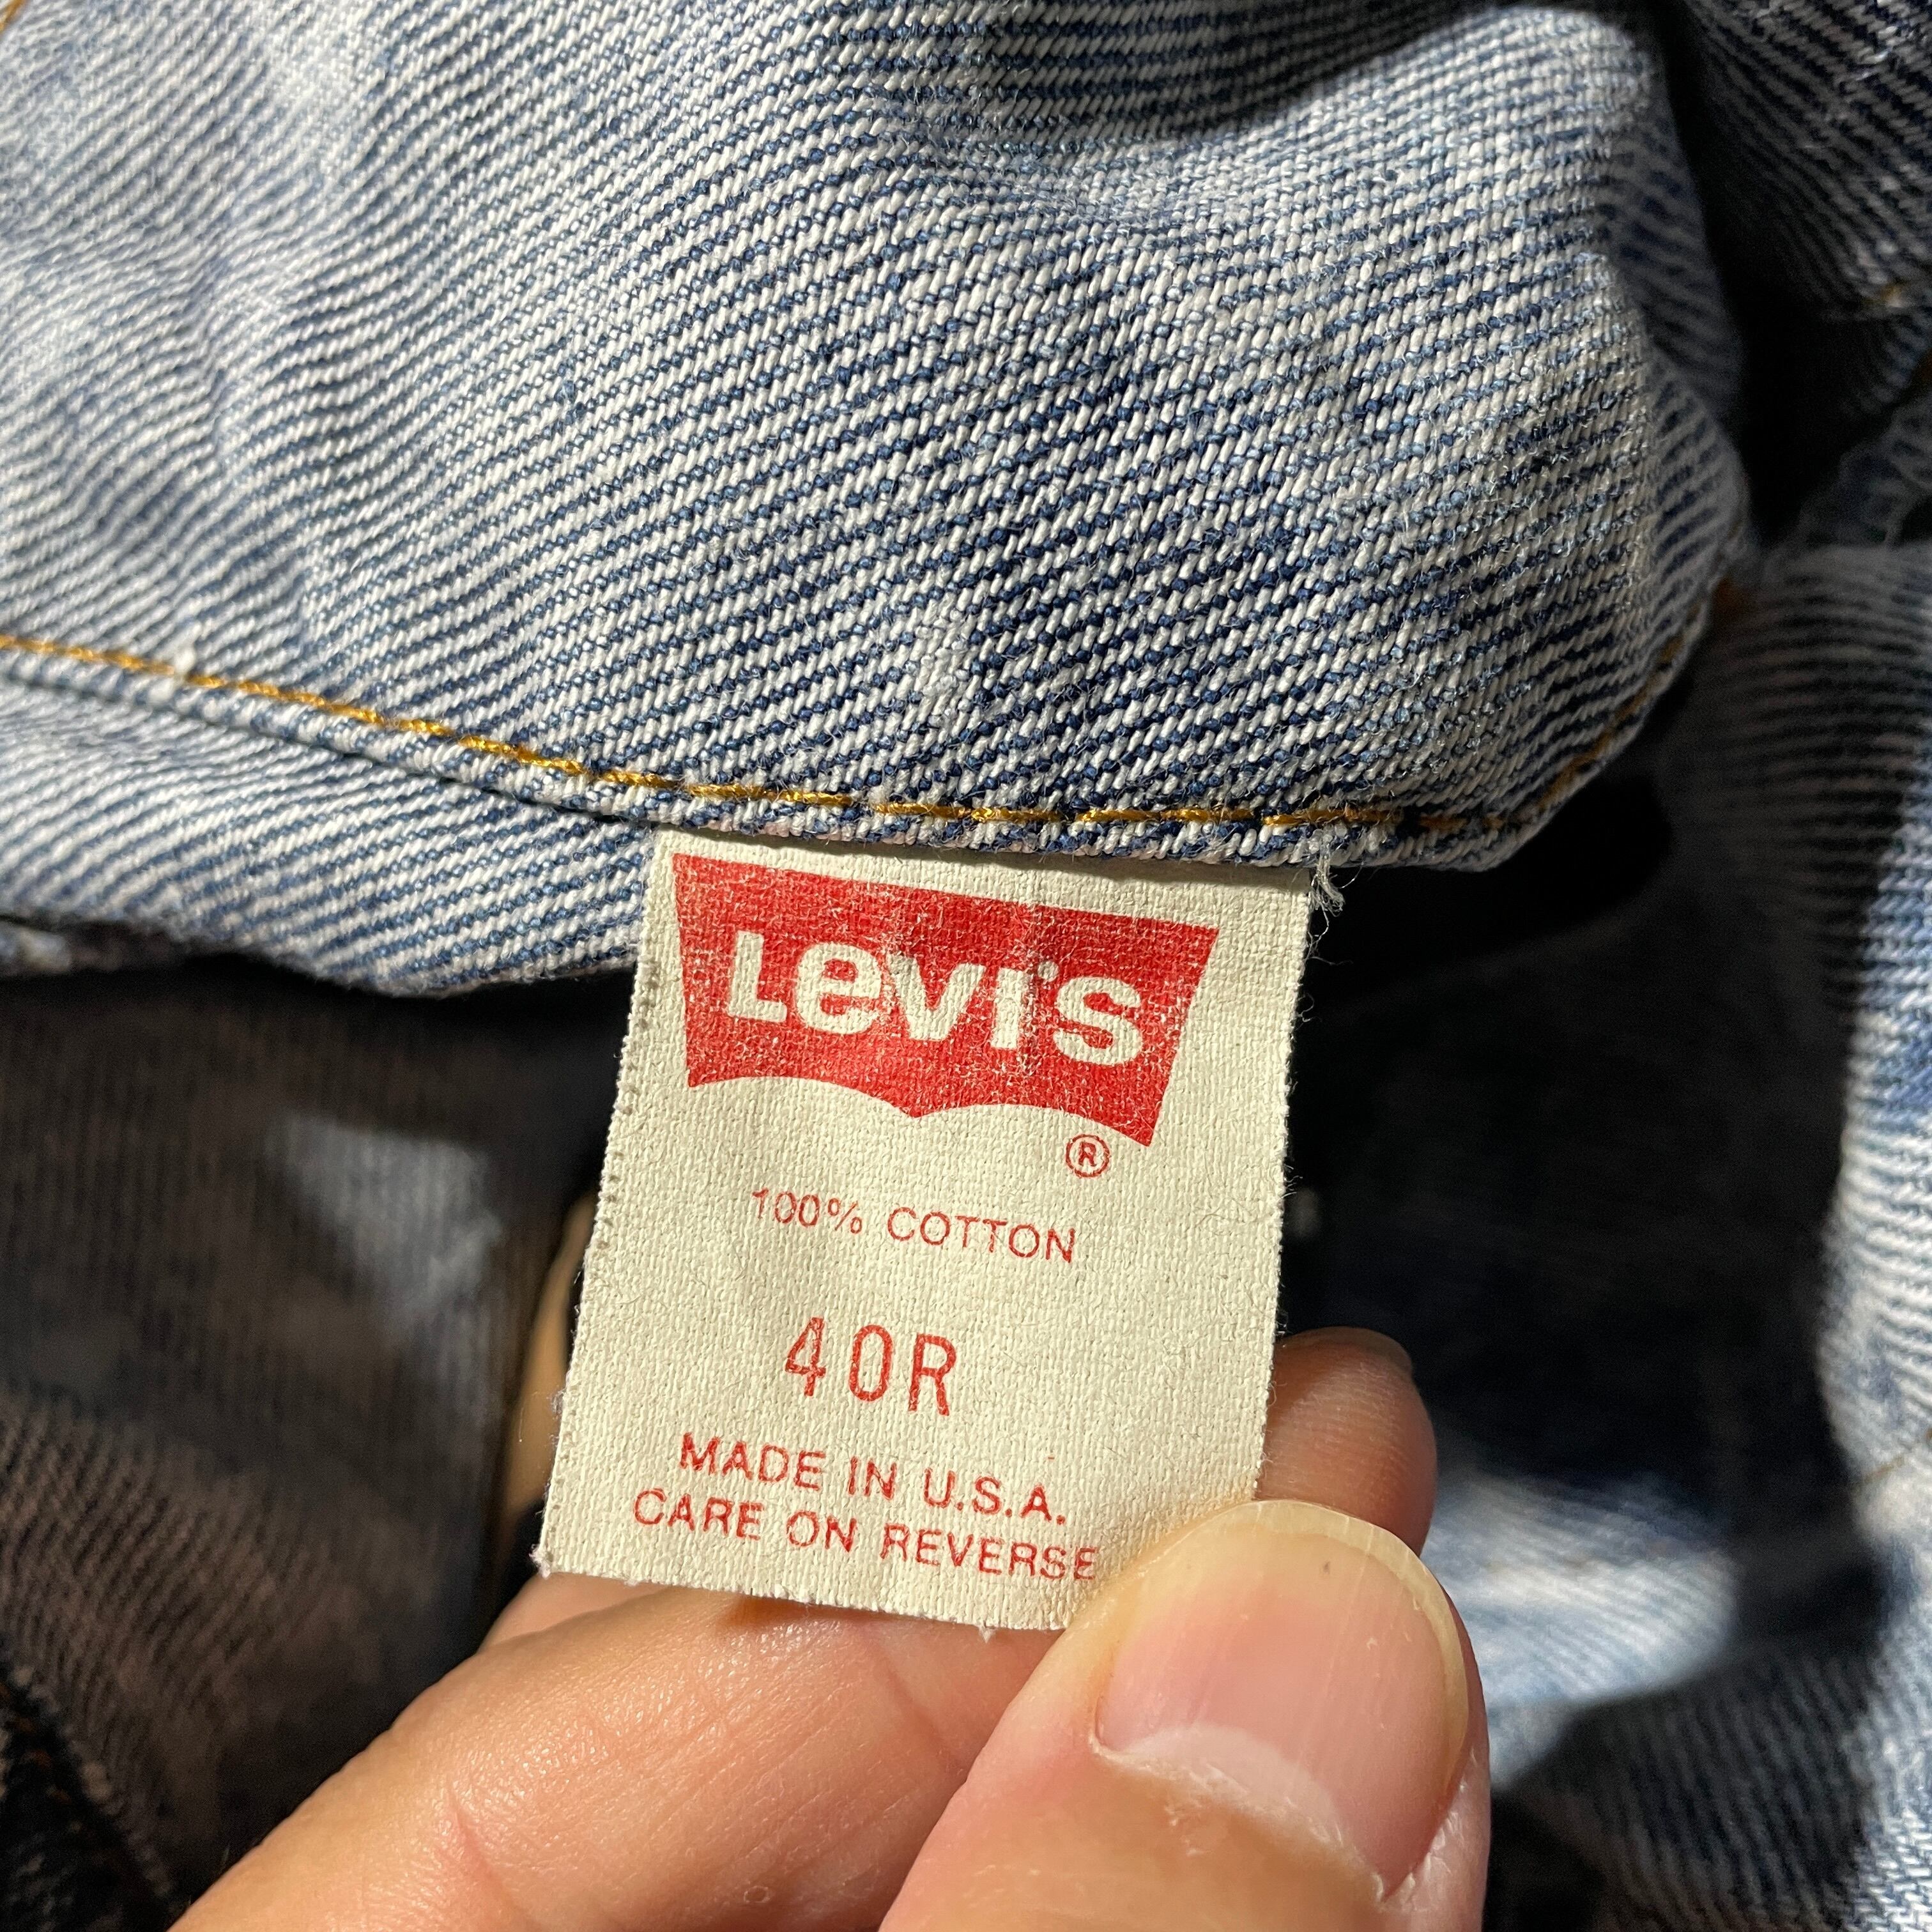 Levi's
®
100% COTTON
40R
MADE IN U.S.A.
CARE ON REVERSE